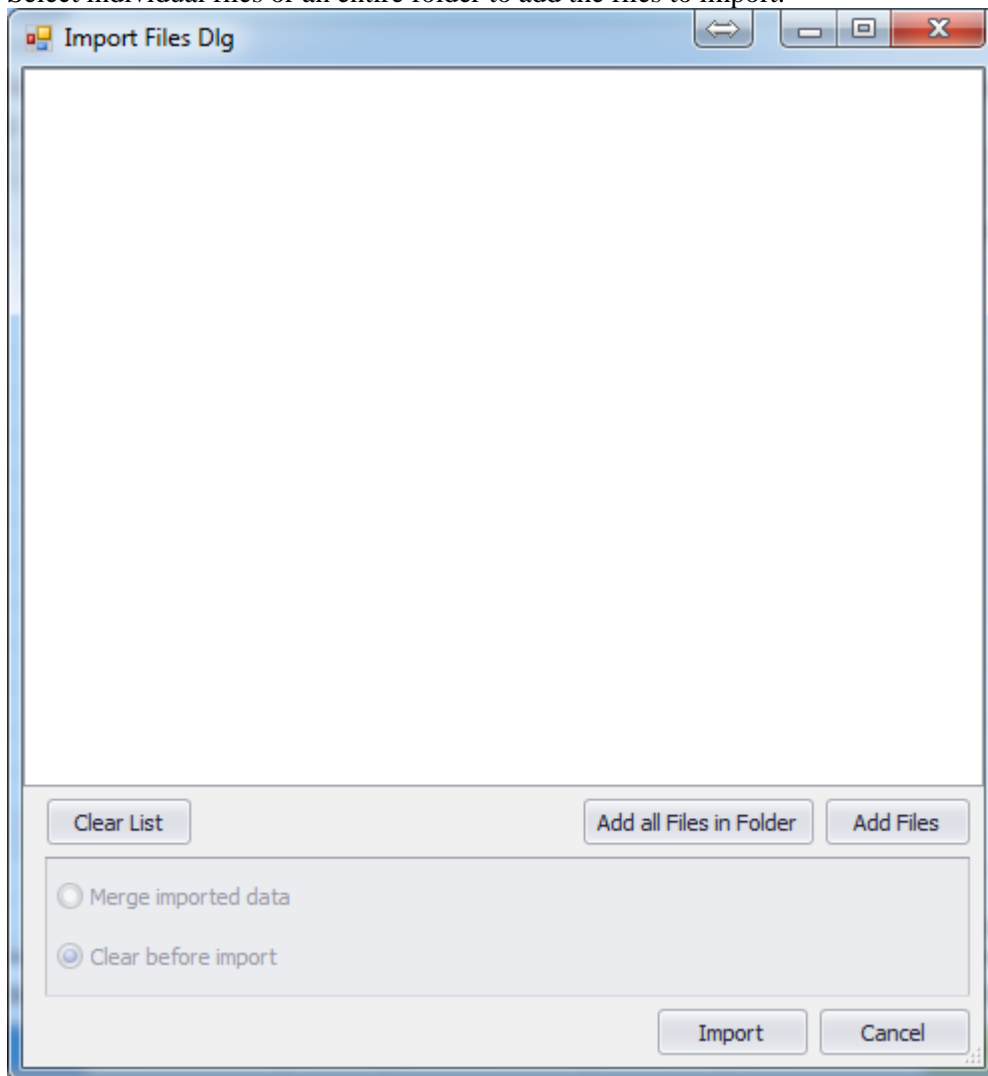 Select individual files or an entire folder to add the files to import.
Import Files Dlg
Clear List
Add all Files in Folder
Add Files
Merge imported data
Clear before import
Import
Cancel